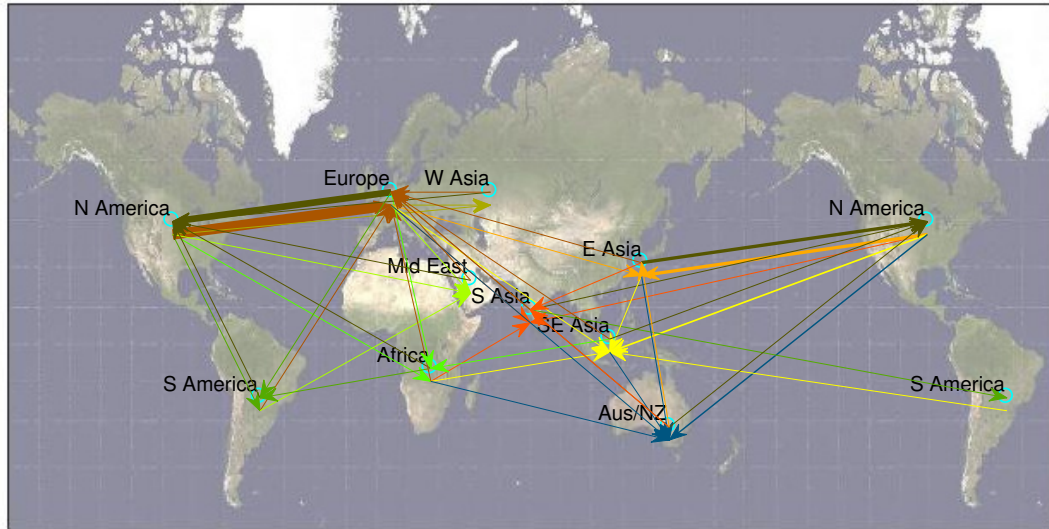 Europe
W Asia
N America
N America
E Asia
Mid East
S Asia
SE Asia
Africa
S America
S America
Aus/NZ